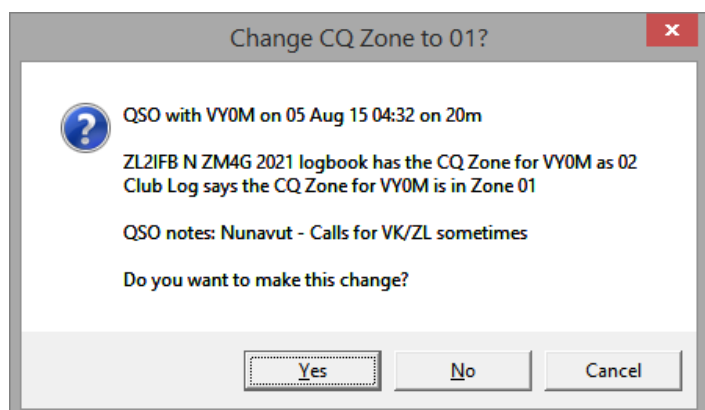 Change CQ Zone to 01?
x
?
QSO with VY0M on 05 Aug 15 04:32 on 20m
ZL2IFB N ZM4G 2021 logbook has the CQ Zone for VY0M as 02
Club Log says the CQ Zone for VY0M is in Zone 01
QSO notes: Nunavut - Calls for VK/ZL sometimes
Do you want to make this change?
Yes
No
Cancel